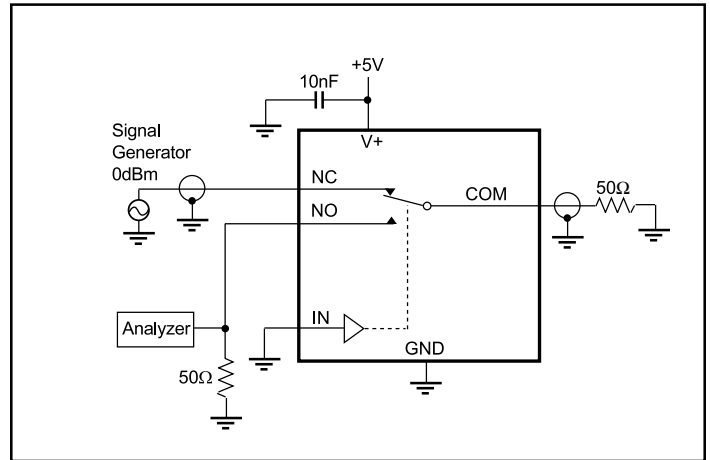 +5V
10nF
V+
Signal
Generator
0dBm
NC
COM
50Ω
NO
IN
Analyzer
GND
50Ω